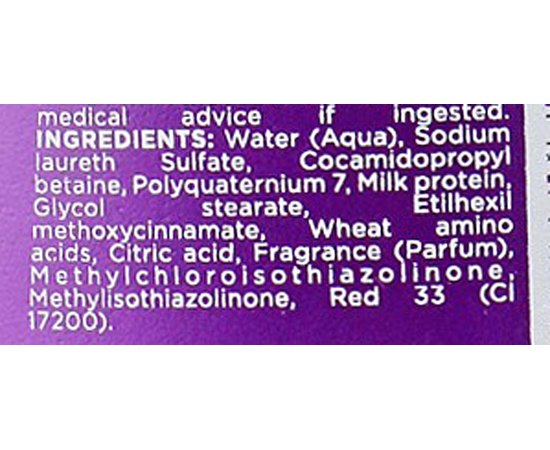 medical advice if ingested.
INGREDIENTS: Water (Aqua), Sodium
laureth Sulfate, Cocamidopropyl
betaine, Polyquaternium 7, Milk protein,
Glycol stearate, Etilhexil
methoxycinnamate, Wheat amino
acids, Citric acid, Fragrance (Parfum),
Methylchloroisothiazolinone,
Methylisothiazolinone, Red 33 (CI
17200).